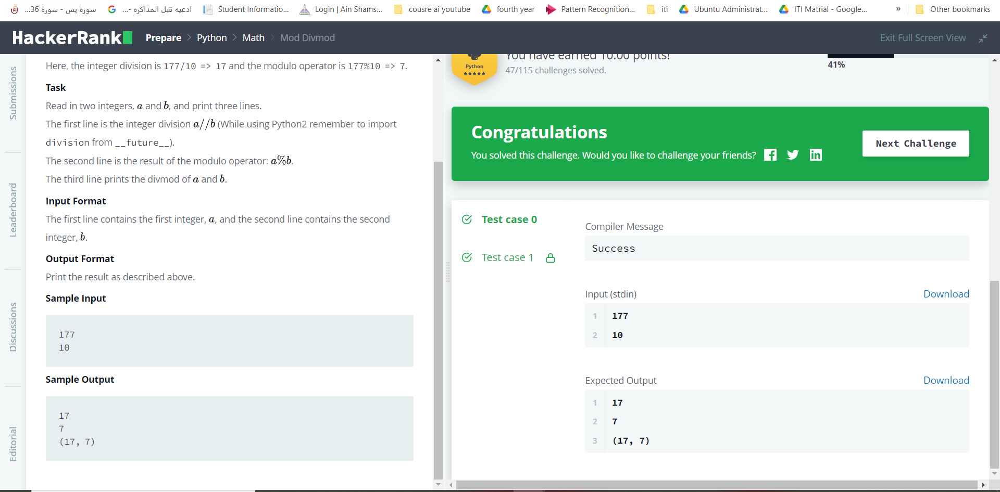 سورة يس - سورة 36...
ادعيه قبل المذاكره -...
Student Informatio...
Login | Ain Shams...
cousre ai youtube
fourth year
Pattern Recognition...
iti
Ubuntu Administrat...
ITI Matrial - Google...
»
Other bookmarks
HackerRank
Prepare > Python > Math > Mod Divmod
Exit Full Screen View
Submissions
Leaderboard
Discussions
Editorial
Here, the integer division is 177/10 => 17 and the modulo operator is 177%10 => 7.
Task
Read in two integers, a and b, and print three lines.
The first line is the integer division a//b (While using Python2 remember to import
division from __future__).
The second line is the result of the modulo operator: a%b.
The third line prints the divmod of a and b.
Input Format
The first line contains the first integer, a, and the second line contains the second
integer, b.
Output Format
Print the result as described above.
Sample Input
177
10
Sample Output
17
7
(17, 7)
You have earned 10.00 points!
Python
47/115 challenges solved.
41%
Congratulations
You solved this challenge. Would you like to challenge your friends?
Next Challenge
Test case 0
Test case 1
Compiler Message
Success
Input (stdin)
Download
1 177
2 10
Expected Output
Download
1 17
2 7
3 (17, 7)